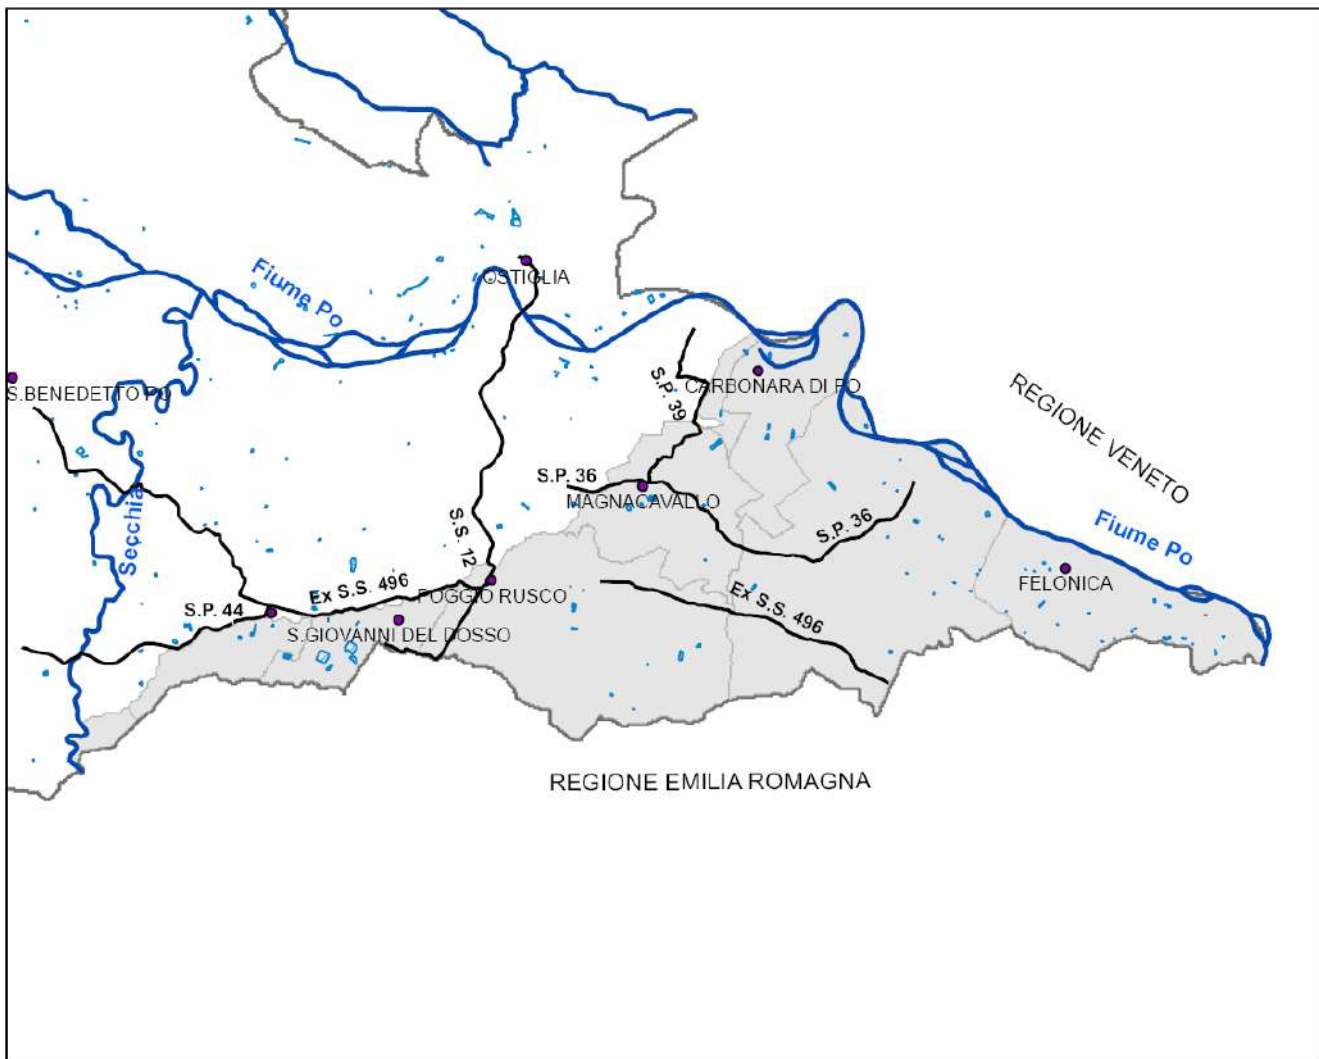 OSTIGLIA
Fiume Po
S.BENEDETTO PO
S.P. 39
CARBONARA DI PO
REGIONE VENETO
S.P. 36
MAGNACAVALLO
S.P. 36
Secchia
S.S. 12
Fiume Po
FELONICA
Ex S.S. 496
POGGIO RUSCO
Ex S.S. 496
S.P. 44
S.GIOVANNI DEL DOSSO
REGIONE EMILIA ROMAGNA